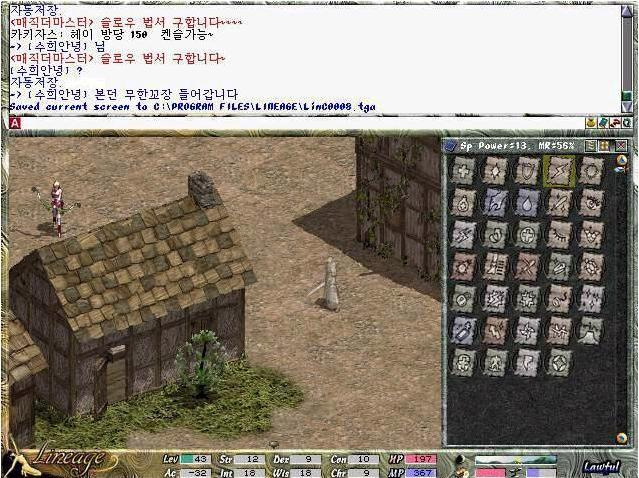 자동저장.
<매직더마스터> 슬로우 법서 구합니다~~~~
카키자스: 헤이 방당 150 켄슬가능~
-> (수희안녕) 님
<매직더마스터> 슬로우 법서 구합니다~
(수희안녕) ?
자동저장.
-> (수희안녕) 본던 무한꼬장 들어갑니다
Saved current screen to C:\PROGRAM FILES\LINEAGE\LinC0008.tga
A
Sp Power=13, MR=56%
Lineage
Lev 43 Str 12 Dex 9 Con 10 HP 197
Ac -32 Int 18 Wis 18 Chr 9 MP 367
Lawful